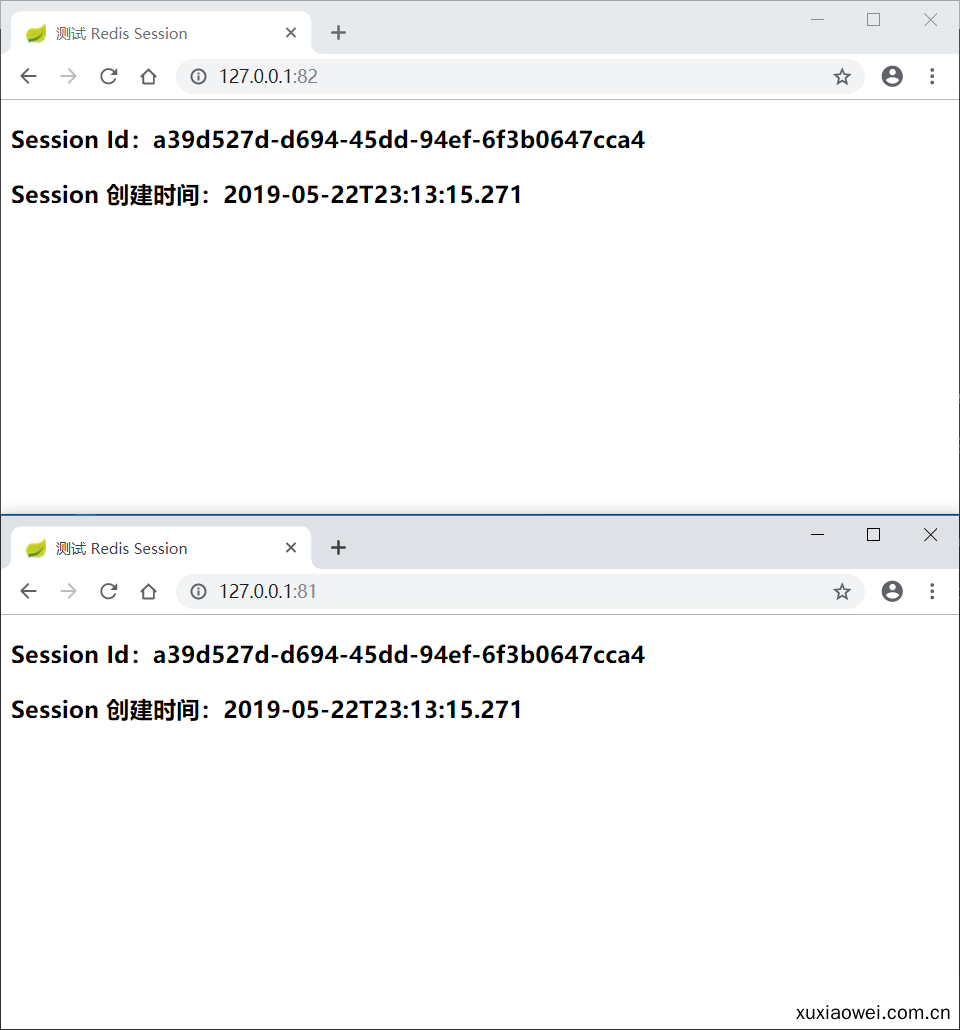 测试 Redis Session
127.0.0.1:82
Session Id：a39d527d-d694-45dd-94ef-6f3b0647cca4
Session 创建时间：2019-05-22T23:13:15.271
测试 Redis Session
127.0.0.1:81
Session Id：a39d527d-d694-45dd-94ef-6f3b0647cca4
Session 创建时间：2019-05-22T23:13:15.271
xuxiaowei.com.cn